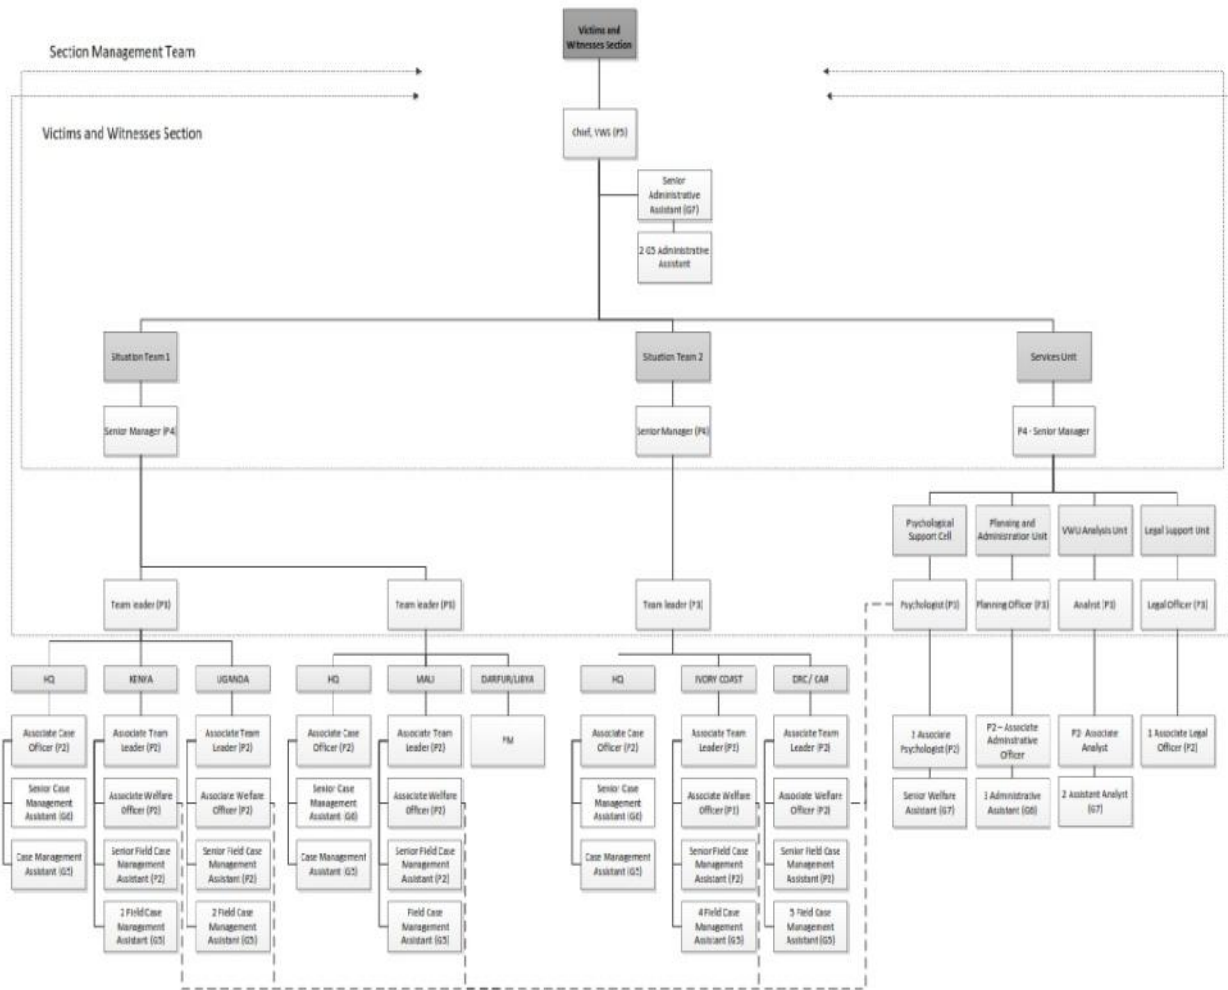 Victims and
Witnesses Section
Section Management Team
Victims and Witnesses Section
Chief, VWS (P5)
Senior
Administrative
Assistant (G7)
2 G5 Administrative
Assistant
Situation Team 1
Situation Team 2
Services Unit
Senior Manager (P4)
Senior Manager (P4)
P4 - Senior Manager
Psychological
Support Cell
Planning and
Administration Unit
VWU Analysis Unit
Legal Support Unit
Team leader (P3)
Team leader (P3)
Team leader (P3)
Psychologist (P3)
Planning Officer (P3)
Analyst (P3)
Legal Officer (P3)
HQ
KENYA
UGANDA
HQ
MALI
DARFUR/LIBYA
HQ
IVORY COAST
DRC/ CAR
Associate Case
Officer (P2)
Associate Team
Leader (P2)
Associate Team
Leader (P2)
Associate Case
Officer (P2)
Associate Team
Leader (P2)
Associate Case
Officer (P2)
Associate Team
Leader
Associate Team
Leader (P2)
Associate
Psychologist (P2)
P2 – Associate
Administrative
Officer
P2- Associate
Analyst
1 Associate Legal
Officer (P2)
Senior Case
Management
Assistant (G6)
Associate Welfare
Officer (P2)
Associate Welfare
Officer (P2)
Senior Case
Management
Assistant (G6)
Associate Welfare
Officer (P2)
Senior Case
Management
Assistant (G6)
Associate Welfare
Officer
Associate Welfare
Officer (P2)
Senior Welfare
Assistant (G7)
3 Administrative
Assistant (G6)
2 Assistant Analyst
(G7)
Case Management
Assistant (G5)
Senior Field Case
Management
Assistant (P2)
Senior Field Case
Management
Assistant (P2)
Case Management
Assistant (G5)
Senior Field Case
Management
Assistant (P2)
Case Management
Assistant (G5)
Senior Field Case
Management
Assistant (P2)
Senior Field Case
Management
Assistant
Field Case
Management
Assistant (G5)
2 Field Case
Management
Assistant (G5)
Field Case
Management
Assistant (G5)
4 Field Case
Management
Assistant (G5)
5 Field Case
Management
Assistant (G5)